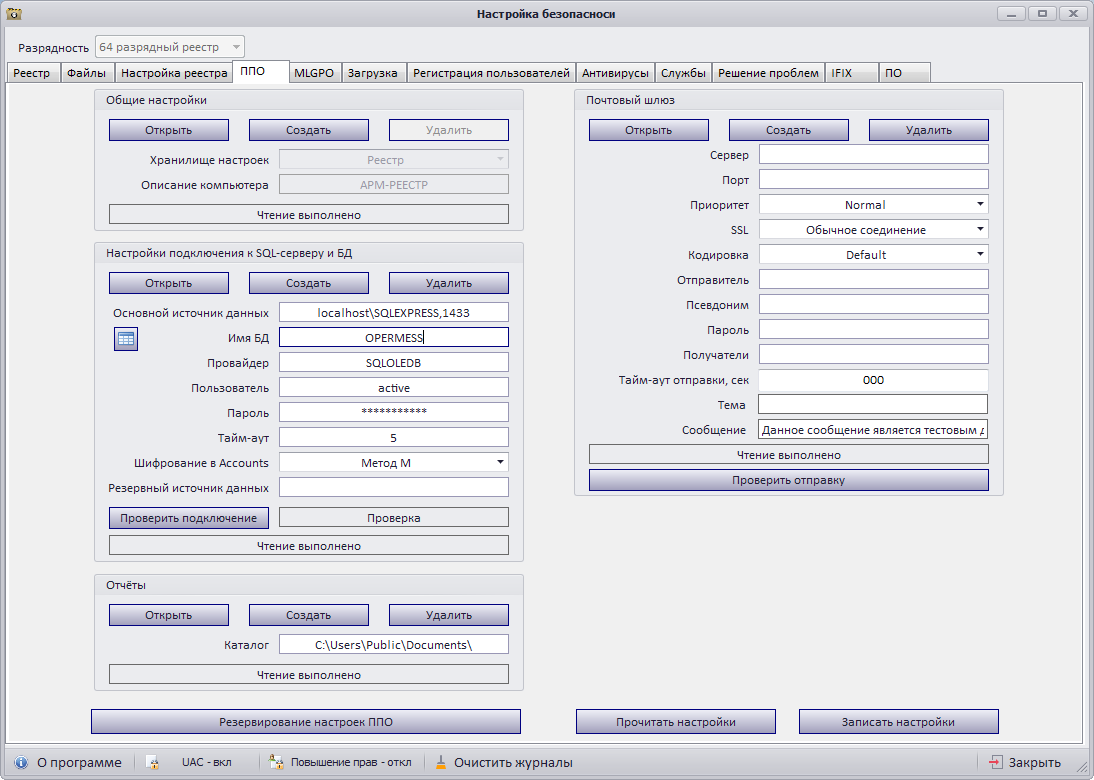 Настройка безопасноси
Разрядность 64 разрядный реестр
Реестр Файлы Настройка реестра ППО MLGPO Загрузка Регистрация пользователей Антивирусы Службы Решение проблем IFIX ПО
Общие настройки
Открыть Создать Удалить
Хранилище настроек Реестр
Описание компьютера АРМ-РЕЕСТР
Чтение выполнено
Настройки подключения к SQL-серверу и БД
Открыть Создать Удалить
Основной источник данных localhost\SQLEXPRESS,1433
Имя БД OPERMESS
Провайдер SQLOLEDB
Пользователь active
Пароль ***********
Тайм-аут 5
Шифрование в Accounts Метод М
Резервный источник данных
Проверить подключение Проверка
Чтение выполнено
Отчёты
Открыть Создать Удалить
Каталог C:\Users\Public\Documents\
Чтение выполнено
Почтовый шлюз
Открыть Создать Удалить
Сервер
Порт
Приоритет Normal
SSL Обычное соединение
Кодировка Default
Отправитель
Псевдоним
Пароль
Получатели
Тайм-аут отправки, сек 000
Тема
Сообщение Данное сообщение является тестовым д
Чтение выполнено
Проверить отправку
Резервирование настроек ППО Прочитать настройки Записать настройки
О программе UAC - вкл Повышение прав - откл Очистить журналы Закрыть